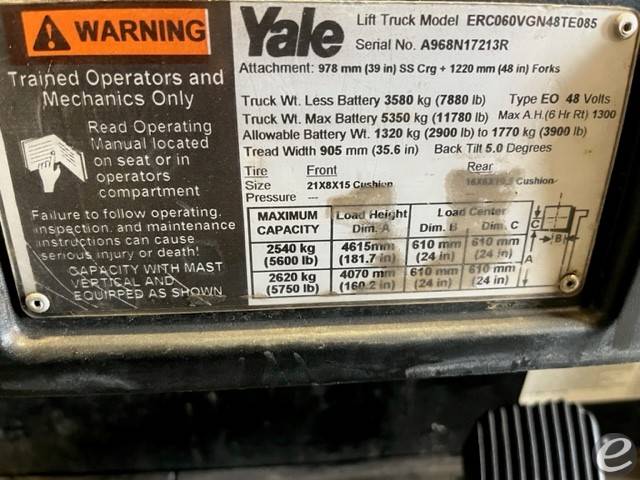 WARNING
Trained Operators and
Mechanics Only
Read Operating
Manual located
on seat or in
operators
compartment
Failure to follow operating,
inspection, and maintenance
instructions can cause
serious injury or death!
CAPACITY WITH MAST
VERTICAL AND
EQUIPPED AS SHOWN
Yale
Lift Truck Model ERC060VGN48TE085
Serial No. A968N17213R
Attachment: 978 mm (39 in) SS Crg + 1220 mm (48 in) Forks
Truck Wt. Less Battery 3580 kg (7880 lb) Type EO 48 Volts
Truck Wt. Max Battery 5350 kg (11780 lb) Max A.H.(6 Hr Rt) 1300
Allowable Battery Wt. 1320 kg (2900 lb) to 1770 kg (3900 lb)
Tread Width 905 mm (35.6 in) Back Tilt 5.0 Degrees
Tire Front Rear
Size 21X8X15 Cushion Cushion
Pressure ---
MAXIMUM CAPACITY Load Height Dim. A Load Center Dim. B Dim. C
2540 kg (5600 lb) 4615mm (181.7 in) 610 mm (24 in) 610 mm (24 in)
2620 kg (5750 lb) 4070 mm (160.2 in) 610 mm (24 in) 610 mm (24 in)
C
B
A
e